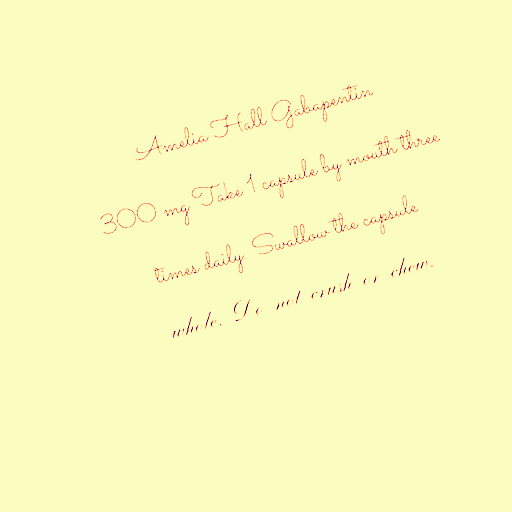 Amelia Hall Gabapentin
300 mg Take 1 capsule by mouth three
times daily. Swallow the capsule
whole. Do not crush or chew.